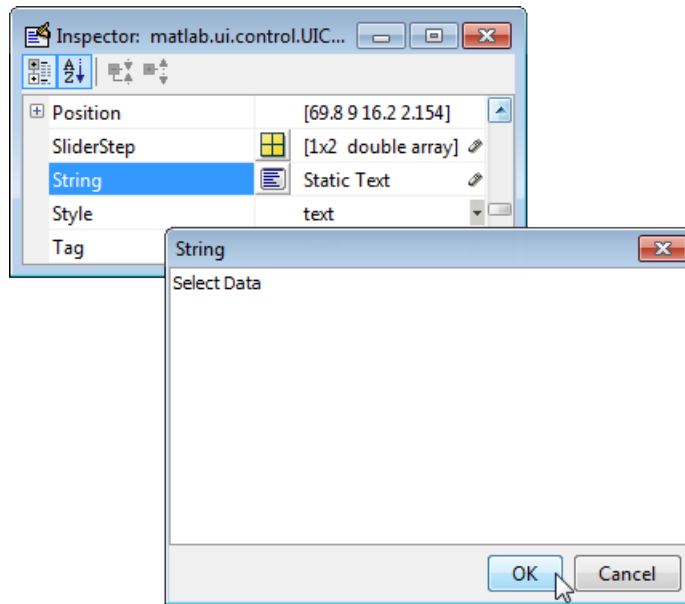 Inspector: matlab.ui.control.UIC...
Position [69.8 9 16.2 2.154]
SliderStep [1x2 double array]
String Static Text
Style text
Tag
String
Select Data
OK Cancel